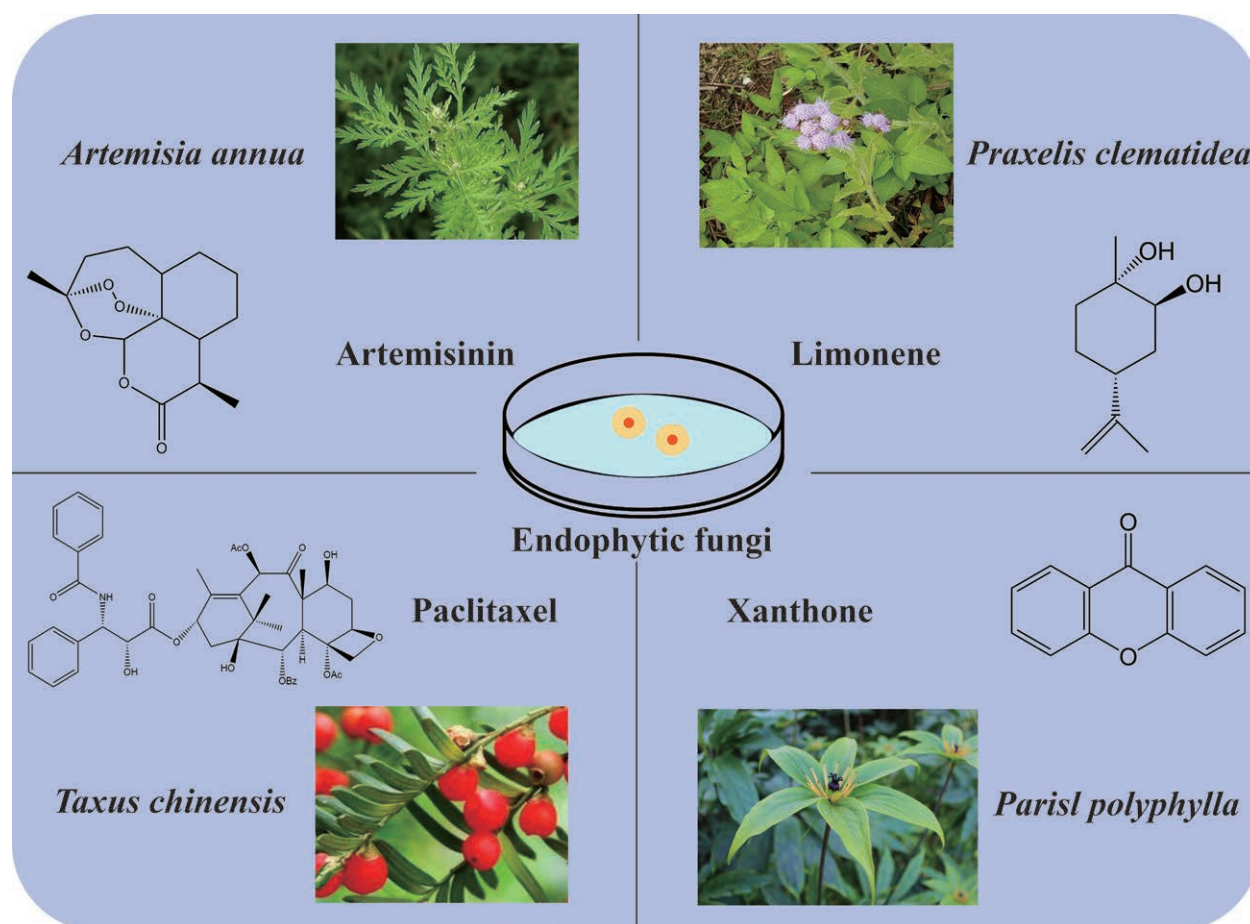 Artemisia annua
Praxelis clematidea
Artemisinin
Limonene
OH
OH
O
O
O
O
O
Endophytic fungi
Paclitaxel
Xanthone
O
NH
O
O
AcO
O
OH
OH
HO
H
OBz
OAc
O
O
O
Taxus chinensis
Parisl polyphylla